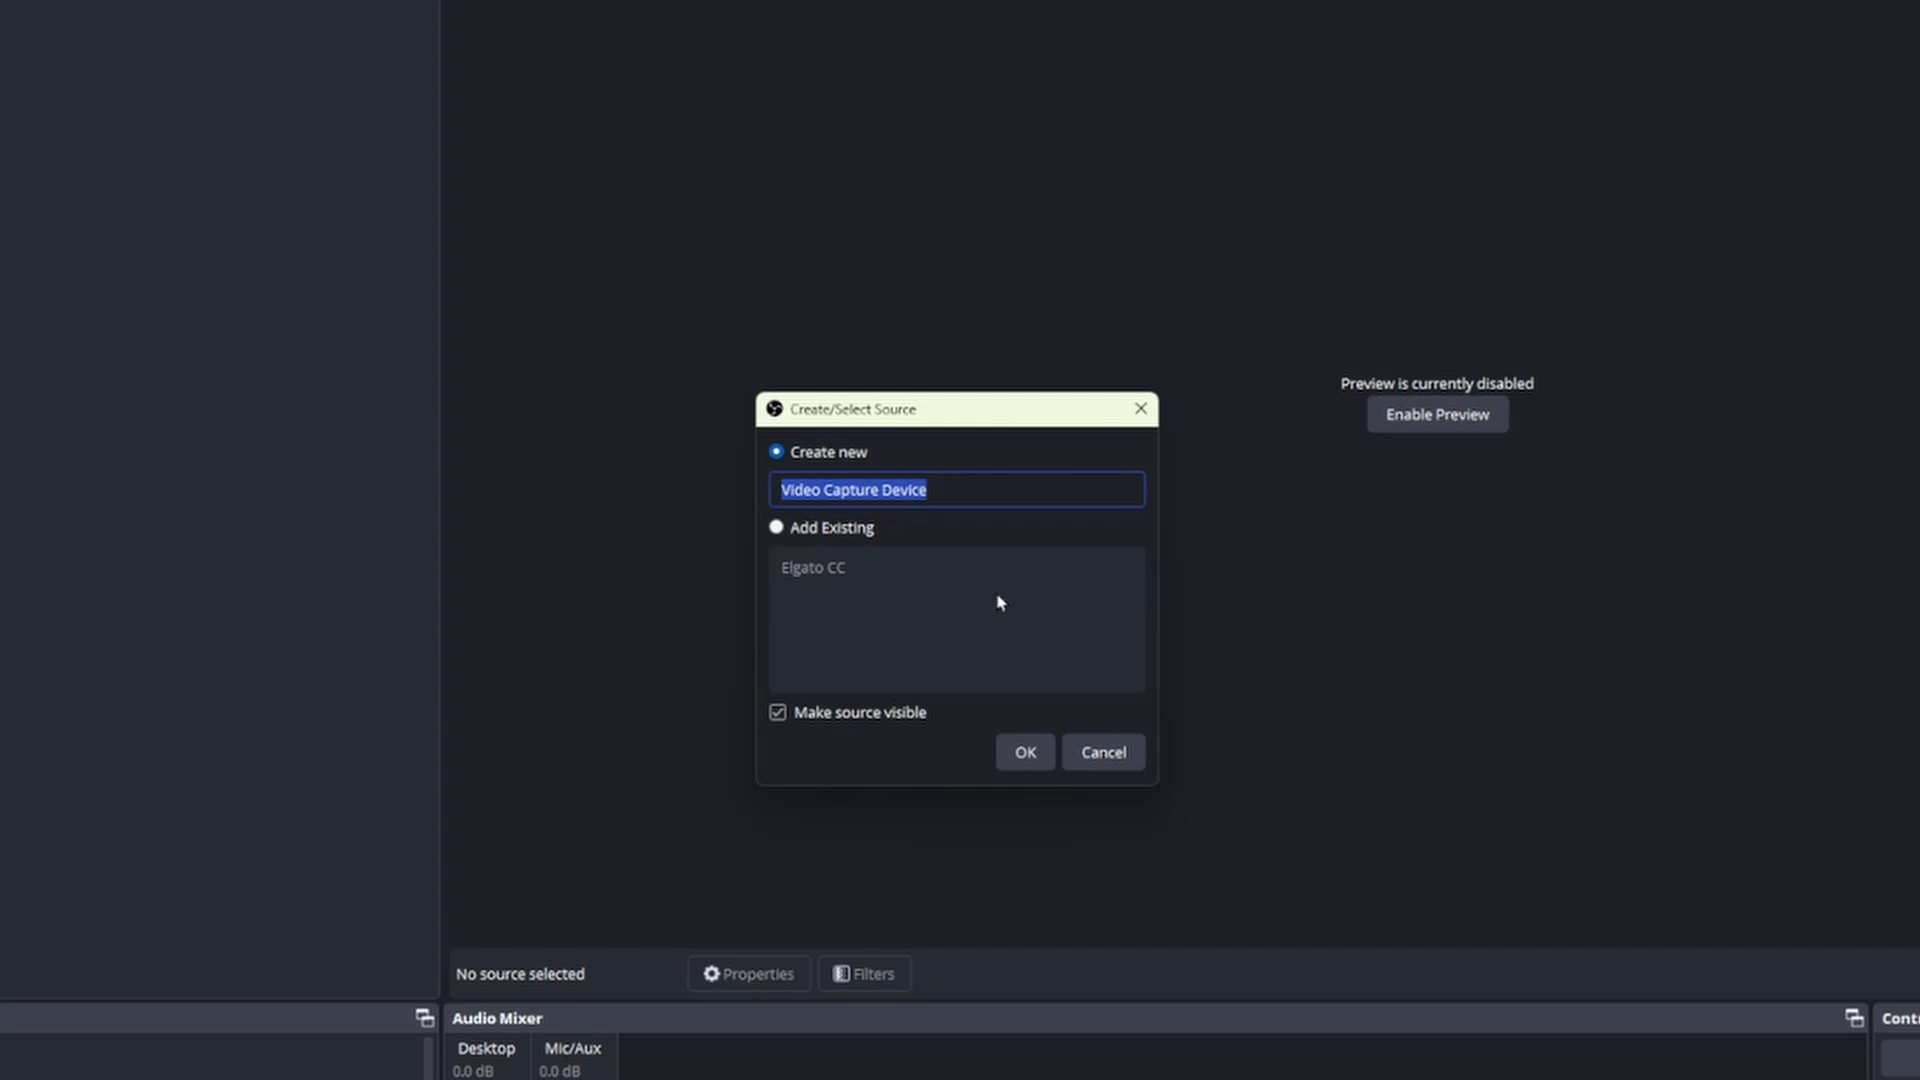 Preview is currently disabled
Enable Preview
Create/Select Source
Create new
Video Capture Device
Add Existing
Elgato CC
Make source visible
OK Cancel
No source selected Properties Filters
Audio Mixer Contr
Desktop Mic/Aux
0.0 dB 0.0 dB